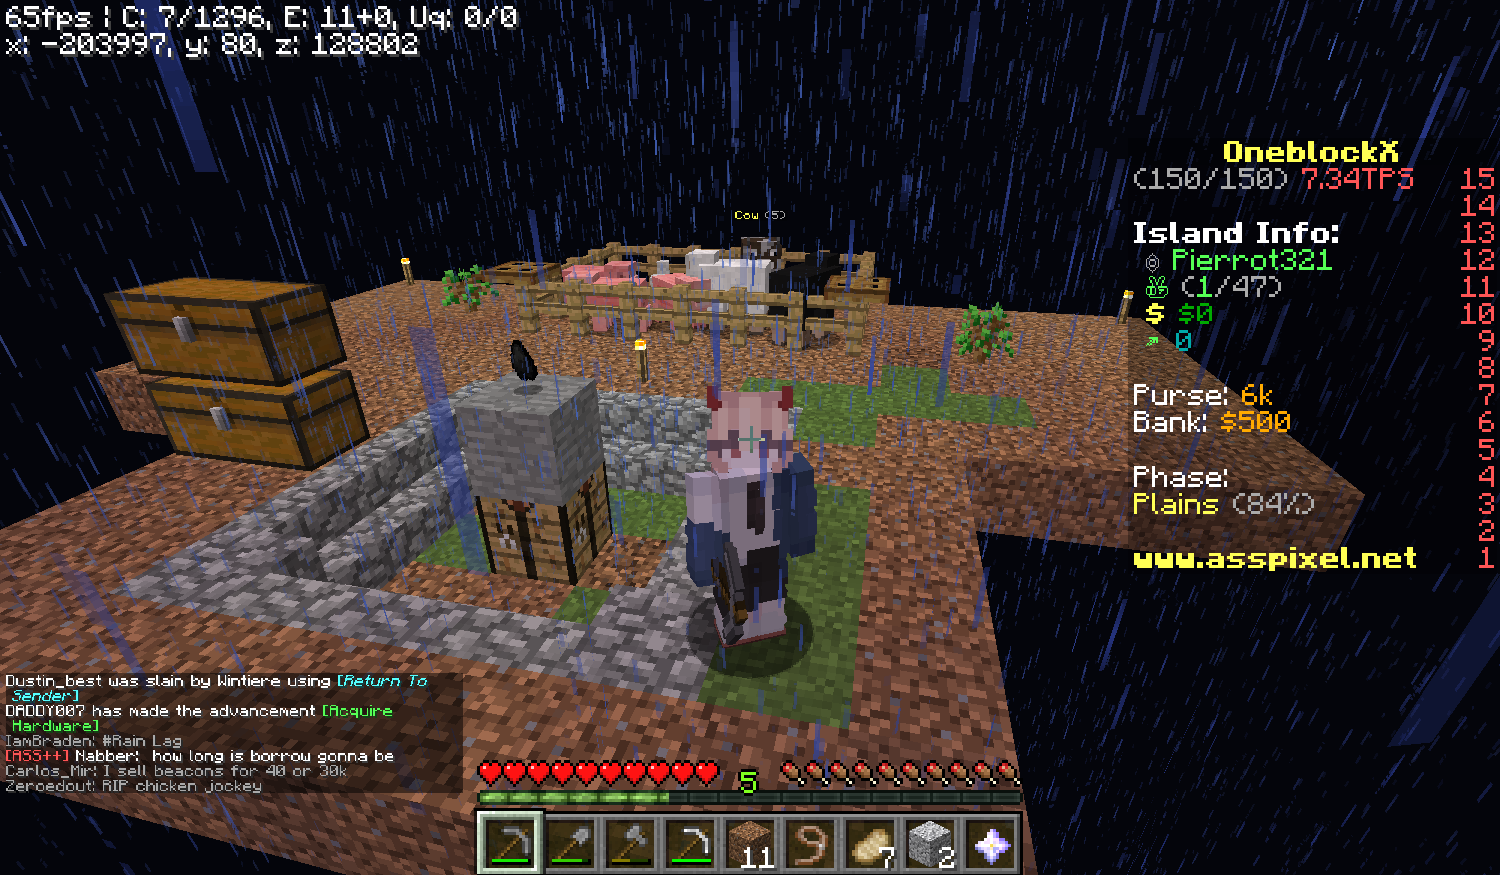 65fps ¦ C: 7/1296, E: 11+0, Uq: 0/0
x: -203997, y: 80, z: 128802
Cow (5)
OneblockX
(150/150) 7.34TPS 15
14
Island Info: 13
Pierrot321 12
(1/47) 11
$ $0 10
0 9
8
Purse: 6k 7
Bank: $500 6
5
Phase: 4
Plains (84%) 3
2
www.asspixel.net 1
Dustin_best was slain by Wintiere using [Return To
Sender]
DADDY007 has made the advancement [Acquire
Hardware]
IamBraden: #Rain Lag
[ASS++] Nabber: how long is borrow gonna be
Carlos_Mir: I sell beacons for 40 or 30k
Zeroedout: RIP chicken jockey
5
11 7 2